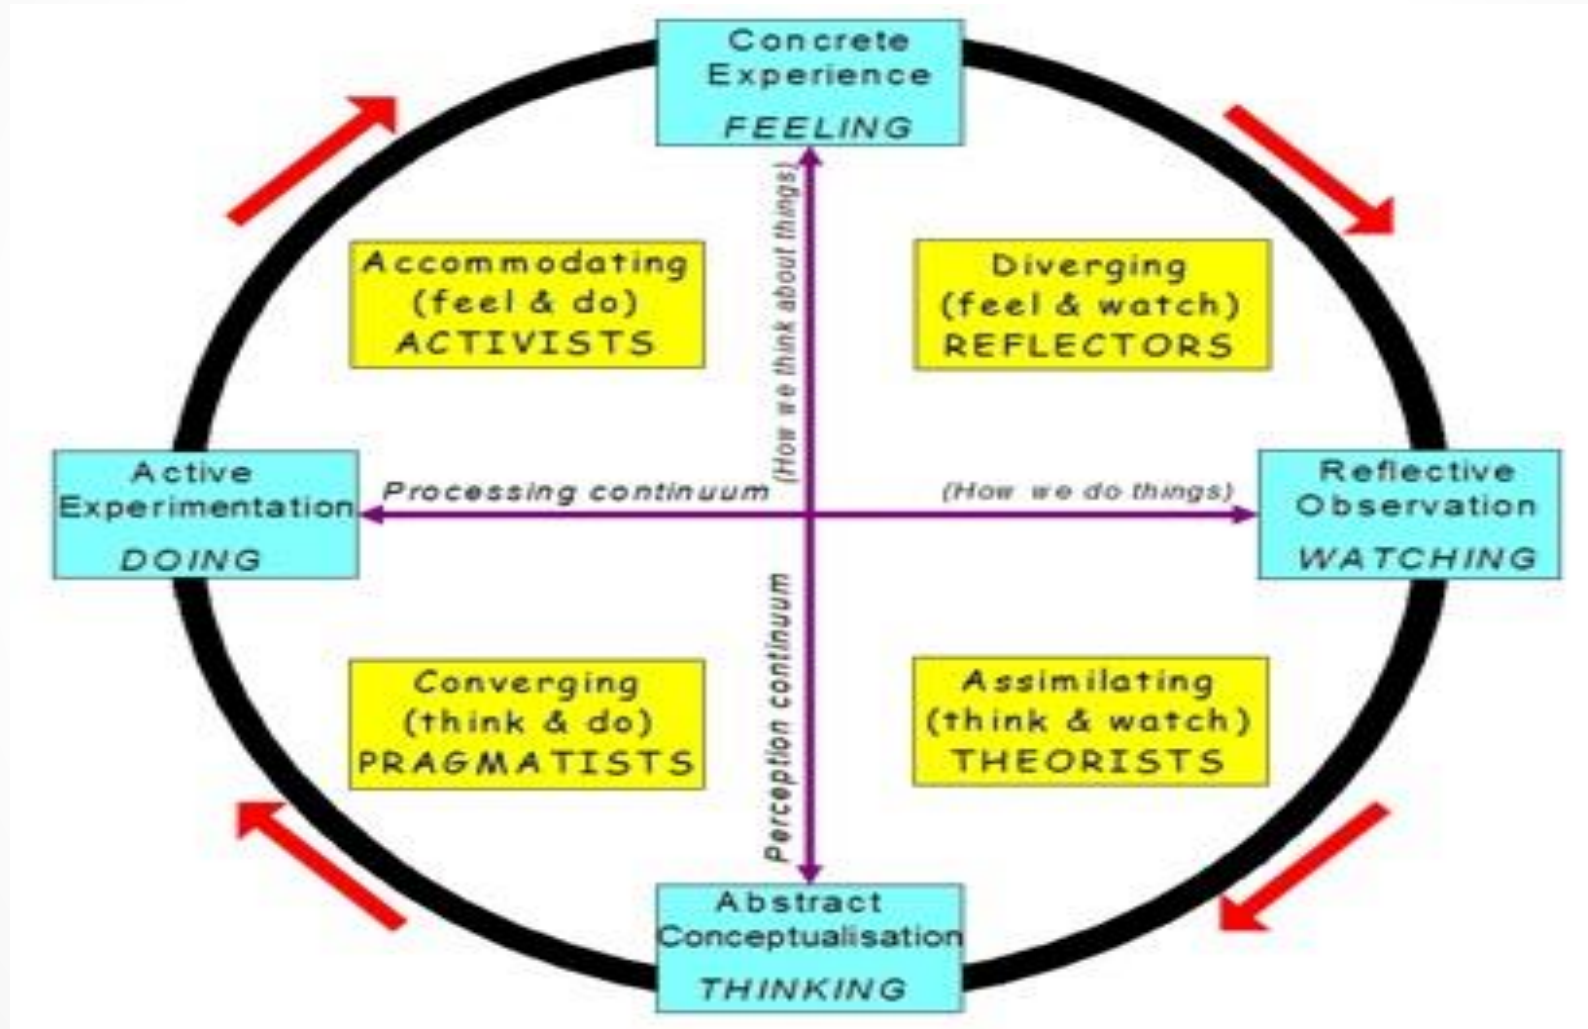 Concrete
Experience
FEELING
(How we think about things)
Accommodating
(feel & do)
ACTIVISTS
Diverging
(feel & watch)
REFLECTORS
Active
Experimentation
DOING
Processing continuum
(How we do things)
Reflective
Observation
WATCHING
Perception continuum
Converging
(think & do)
PRAGMATISTS
Assimilating
(think & watch)
THEORISTS
Abstract
Conceptualisation
THINKING